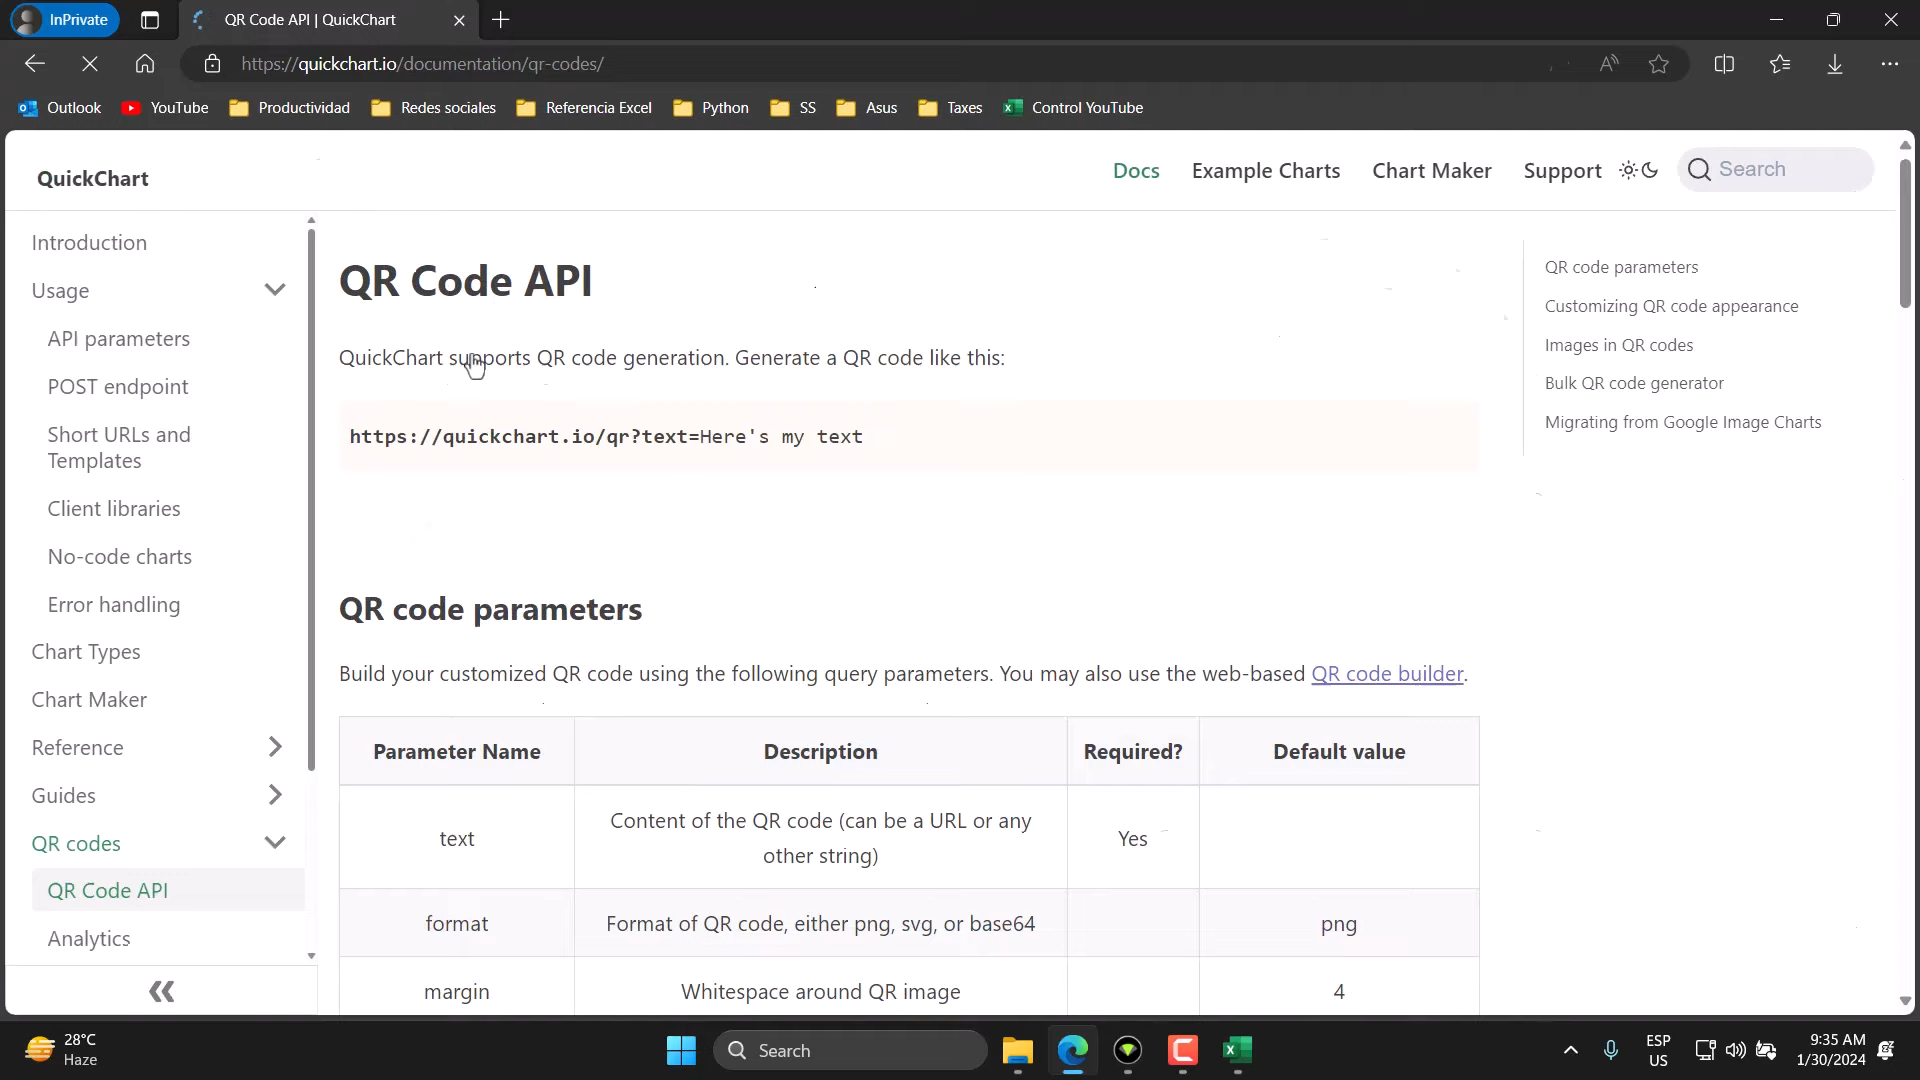 InPrivate
QR Code API | QuickChart
https://quickchart.io/documentation/qr-codes/
Outlook
YouTube
Productividad
Redes sociales
Referencia Excel
Python
SS
Asus
Taxes
Control YouTube
QuickChart
Docs
Example Charts
Chart Maker
Support
Search
Introduction
Usage
API parameters
POST endpoint
Short URLs and
Templates
Client libraries
No-code charts
Error handling
Chart Types
Chart Maker
Reference
Guides
QR codes
QR Code API
Analytics
QR Code API
QuickChart supports QR code generation. Generate a QR code like this:
https://quickchart.io/qr?text=Here's my text
QR code parameters
Build your customized QR code using the following query parameters. You may also use the web-based QR code builder.
Parameter Name Description Required? Default value
text Content of the QR code (can be a URL or any
other string) Yes
format Format of QR code, either png, svg, or base64 png
margin Whitespace around QR image 4
QR code parameters
Customizing QR code appearance
Images in QR codes
Bulk QR code generator
Migrating from Google Image Charts
28°C
Haze
Search
ESP
US
9:35 AM
1/30/2024